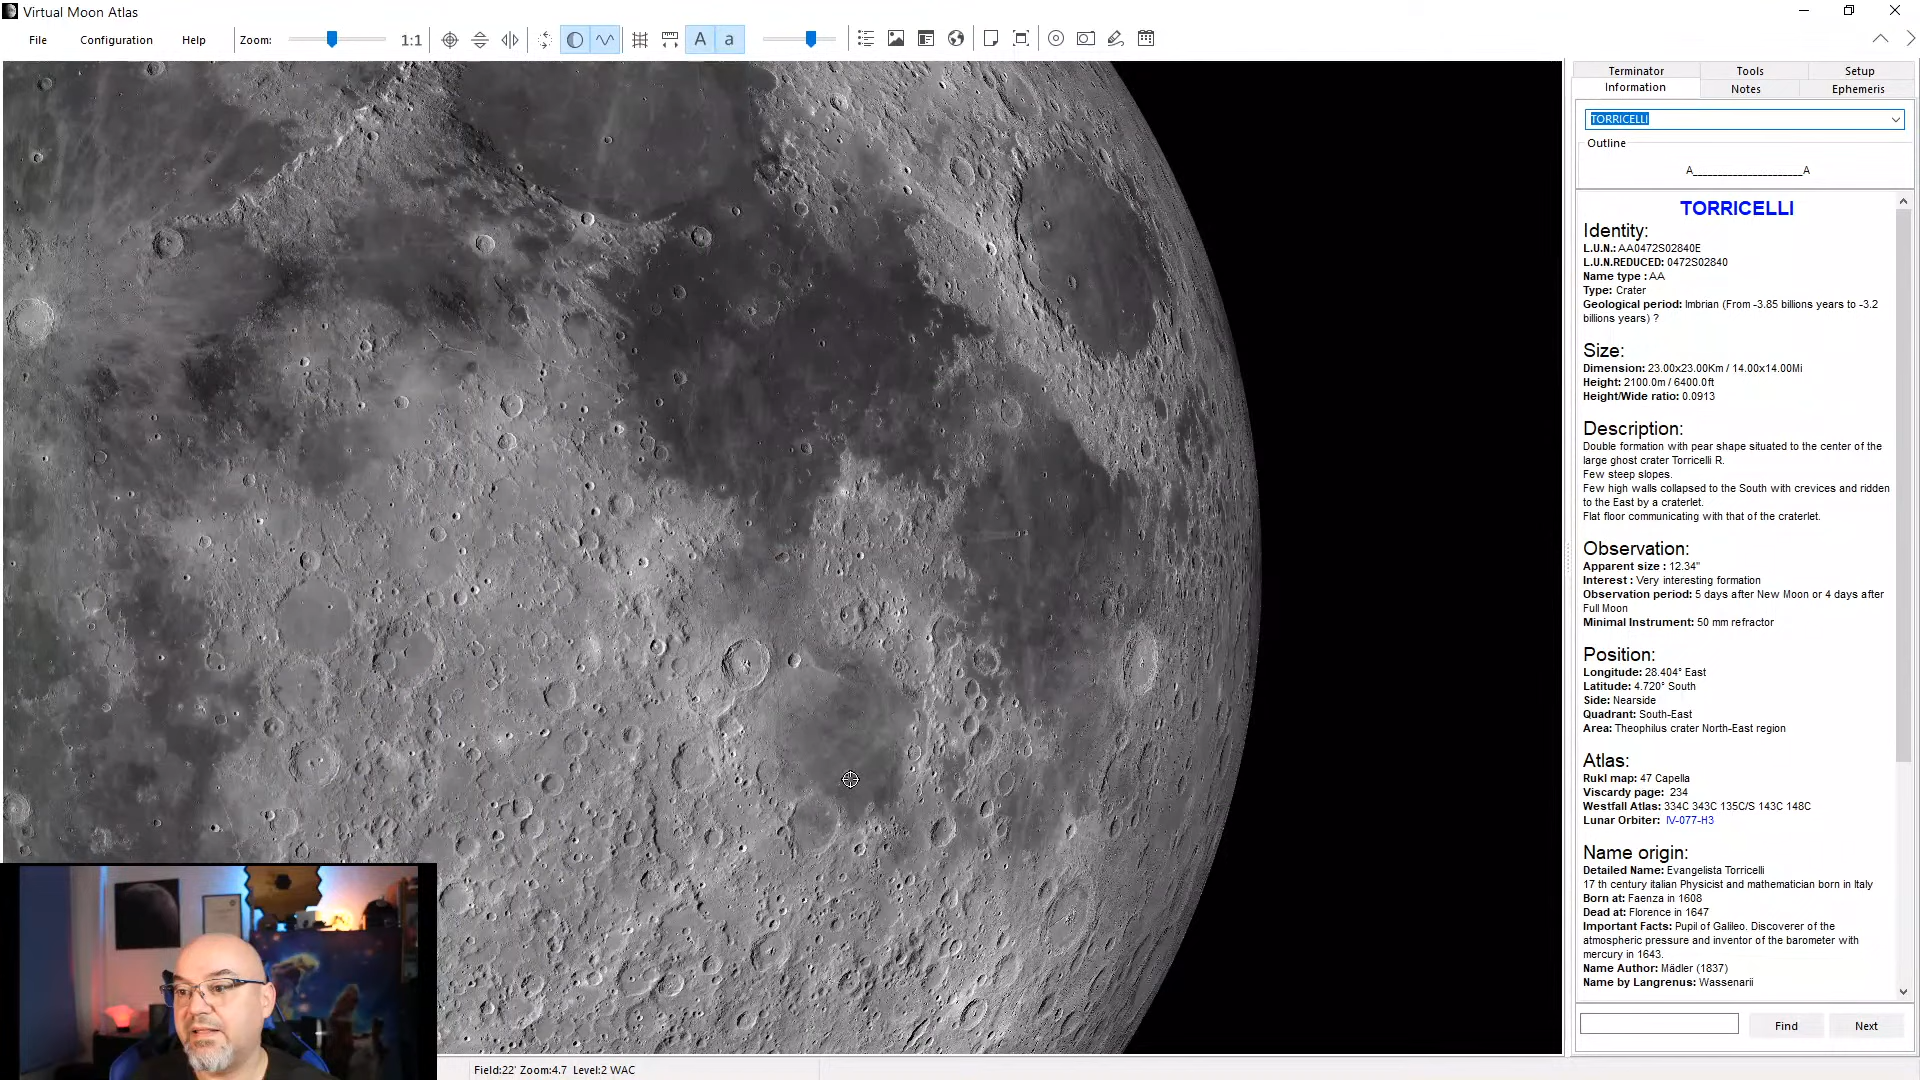 Virtual Moon Atlas
File Configuration Help Zoom: 1:1 A a
Terminator Tools Setup
Information Notes Ephemeris
TORRICELLI
Outline
A_____________________A
TORRICELLI
Identity:
L.U.N.: AA0472S02840E
L.U.N.REDUCED: 0472S02840
Name type : AA
Type: Crater
Geological period: Imbrian (From -3.85 billions years to -3.2
billions years) ?
Size:
Dimension: 23.00x23.00Km / 14.00x14.00Mi
Height: 2100.0m / 6400.0ft
Height/Wide ratio: 0.0913
Description:
Double formation with pear shape situated to the center of the
large ghost crater Torricelli R.
Few steep slopes.
Few high walls collapsed to the South with crevices and ridden
to the East by a craterlet.
Flat floor communicating with that of the craterlet.
Observation:
Apparent size : 12.34"
Interest : Very interesting formation
Observation period: 5 days after New Moon or 4 days after
Full Moon
Minimal Instrument: 50 mm refractor
Position:
Longitude: 28.404° East
Latitude: 4.720° South
Side: Nearside
Quadrant: South-East
Area: Theophilus crater North-East region
Atlas:
Rukl map: 47 Capella
Viscardy page: 234
Westfall Atlas: 334C 343C 135C/S 143C 148C
Lunar Orbiter: IV-077-H3
Name origin:
Detailed Name: Evangelista Torricelli
17 th century italian Physicist and mathematician born in Italy
Born at: Faenza in 1608
Dead at: Florence in 1647
Important Facts: Pupil of Galileo. Discoverer of the
atmospheric pressure and inventor of the barometer with
mercury in 1643.
Name Author: Mädler (1837)
Name by Langrenus: Wassenarii
Find Next
Field:22' Zoom:4.7 Level:2 WAC